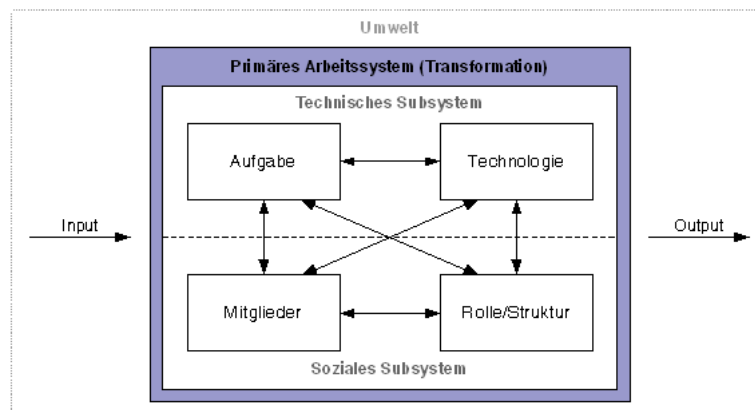 Umwelt
Primäres Arbeitssystem (Transformation)
Technisches Subsystem
Aufgabe
Technologie
Input
Output
Mitglieder
Rolle/Struktur
Soziales Subsystem